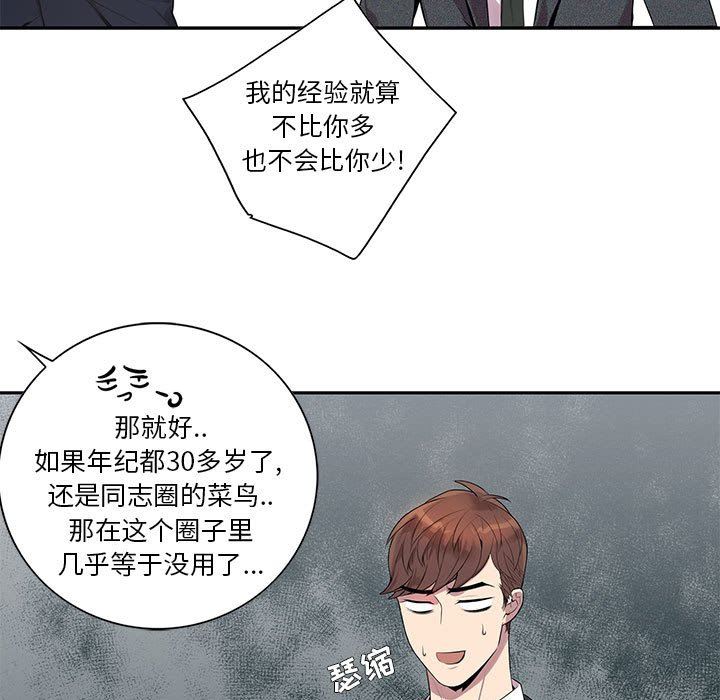 我的经验就算
不比你多
也不会比你少!
那就好..
如果年纪都30多岁了,
还是同志圈的菜鸟..
那在这个圈子里
几乎等于没用了...
瑟缩